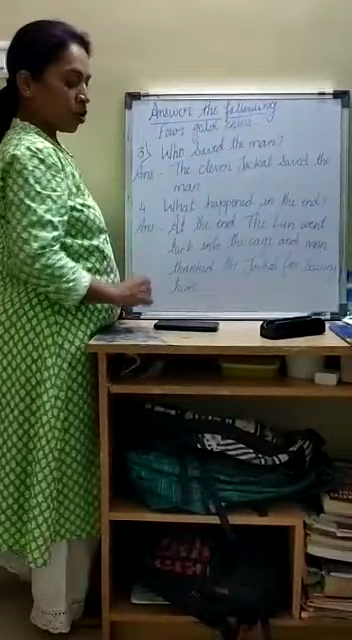 Answer the following
Four gold coins
3) Who saved the man?
Ans - The clever Jackal saved the
man
4 What happened in the end?
Ans - At the end The Lion went
back into the cage and man
thanked the Jackal for saving
him.